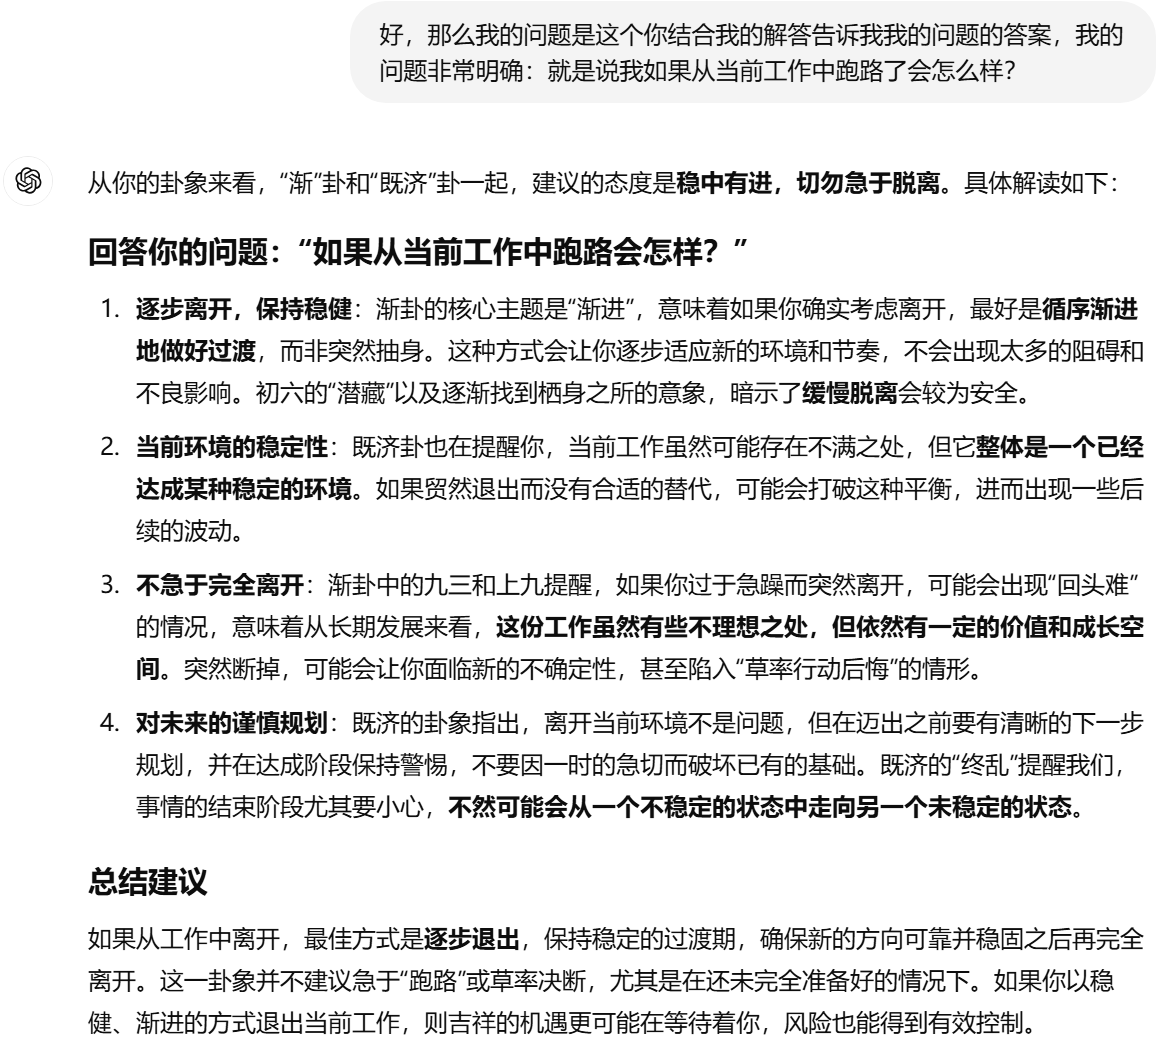 好，那么我的问题是这个你结合我的解答告诉我我的问题的答案，我的
问题非常明确：就是说我如果从当前工作中跑路了会怎么样？
从你的卦象来看，“渐”卦和“既济”卦一起，建议的态度是稳中有进，切勿急于脱离。具体解读如下：
回答你的问题：“如果从当前工作中跑路会怎样？”
1. 逐步离开，保持稳健：渐卦的核心主题是“渐进”，意味着如果你确实考虑离开，最好是循序渐进
地做好过渡，而非突然抽身。这种方式会让你逐步适应新的环境和节奏，不会出现太多的阻碍和
不良影响。初六的“潜藏”以及逐渐找到栖身之所的意象，暗示了缓慢脱离会较为安全。
2. 当前环境的稳定性：既济卦也在提醒你，当前工作虽然可能存在不满之处，但它整体是一个已经
达成某种稳定的环境。如果贸然退出而没有合适的替代，可能会打破这种平衡，进而出现一些后
续的波动。
3. 不急于完全离开：渐卦中的九三和上九提醒，如果你过于急躁而突然离开，可能会出现“回头难”
的情况，意味着从长期发展来看，这份工作虽然有些不理想之处，但依然有一定的价值和成长空
间。突然断掉，可能会让你面临新的不确定性，甚至陷入“草率行动后悔”的情形。
4. 对未来的谨慎规划：既济的卦象指出，离开当前环境不是问题，但在迈出之前要有清晰的下一步
规划，并在达成阶段保持警惕，不要因一时的急切而破坏已有的基础。既济的“终乱”提醒我们，
事情的结束阶段尤其要小心，不然可能会从一个不稳定的状态中走向另一个未稳定的状态。
总结建议
如果从工作中离开，最佳方式是逐步退出，保持稳定的过渡期，确保新的方向可靠并稳固之后再完全
离开。这一卦象并不建议急于“跑路”或草率决断，尤其是在还未完全准备好的情况下。如果你以稳
健、渐进的方式退出当前工作，则吉祥的机遇更可能在等待着你，风险也能得到有效控制。